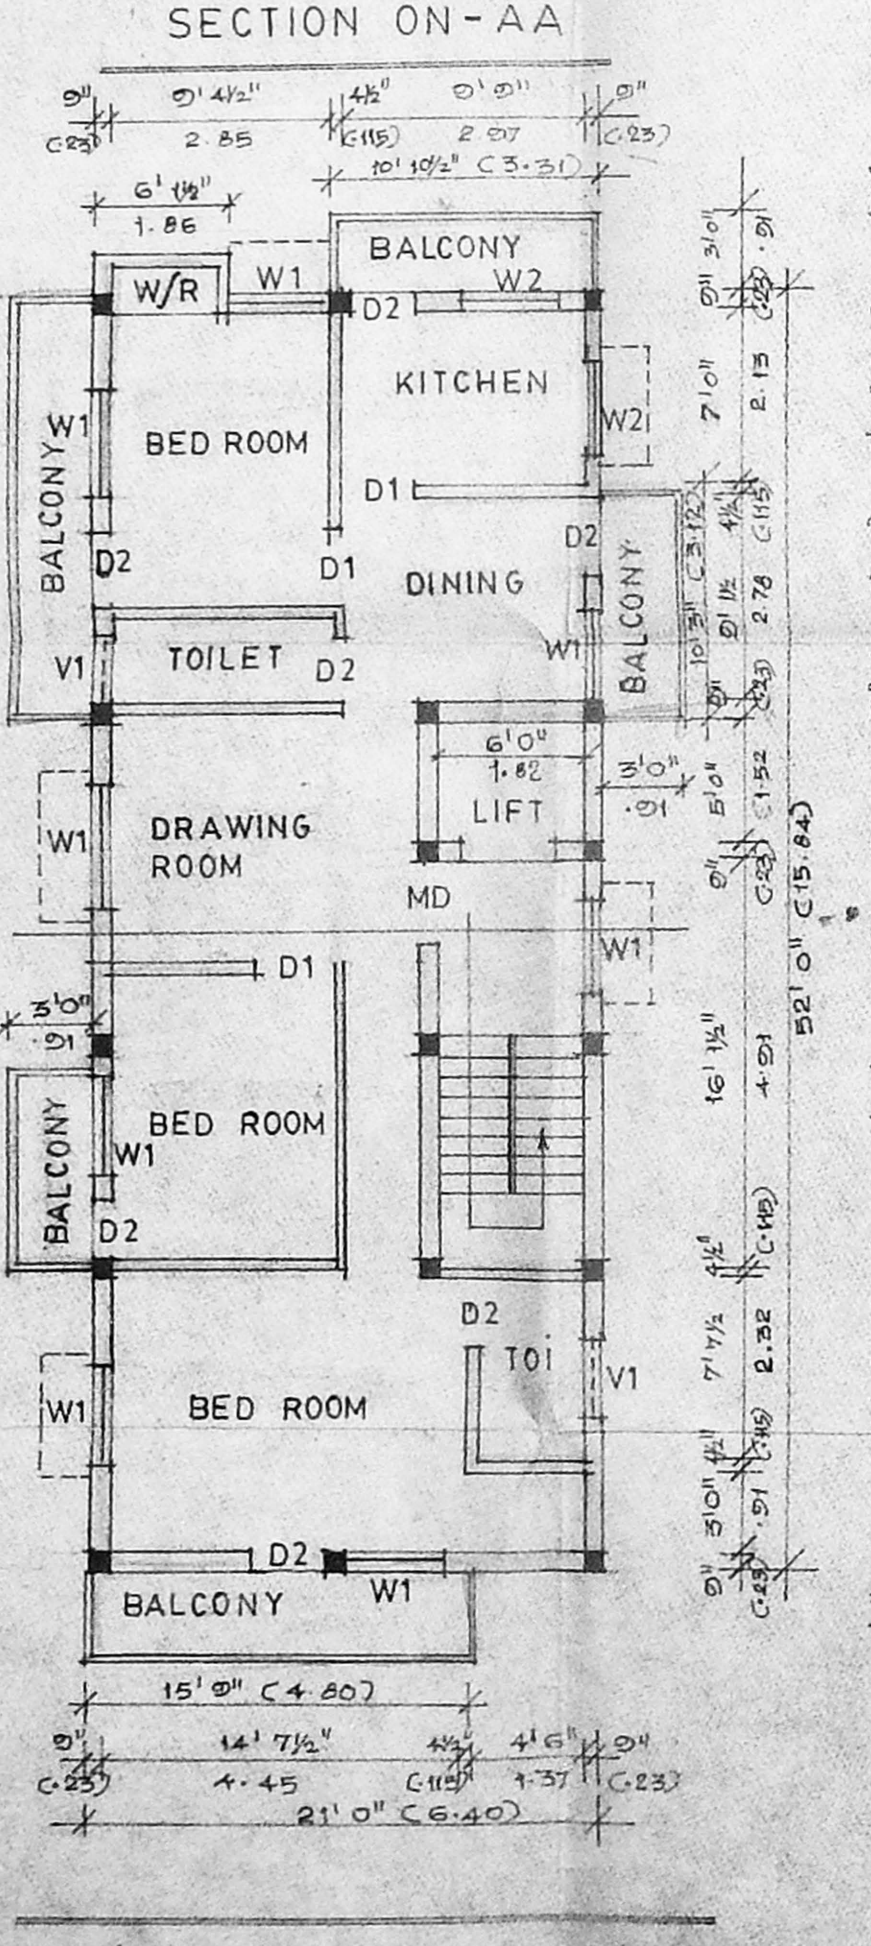 SECTION ON-AA
9" 9' 4½" 4½" 9' 9" 9"
(.23) 2.85 (.115) 2.97 (.23)
10' 10½" (3.31)
6' 1½"
1.86
3'0" .91
BALCONY
W/R W1 W2
9" (.23)
D2
KITCHEN
7'0" 2.13
W1 W2
BED ROOM
BALCONY
D1
4½" (.115)
D2
D2 D1 DINING
BALCONY
10' 3" (3.12)
9' 1½ 2.78
V1 TOILET D2 W1
9" (.23)
6'0"
1.82
3'0"
.91
5'0" 1.52
LIFT
W1 DRAWING
ROOM
9" (.23)
52' 0" (15.84)
MD
W1
D1
3'0"
.91
16' 1½" 4.91
BED ROOM
BALCONY
W1
D2
4½" (.115)
D2
TOi
7' 7½ 2.32
V1
W1 BED ROOM
4½" (.115)
3'0" .91
D2
9" (.23)
W1
BALCONY
15' 9" (4.80)
9" 14' 7½" 4½" 4'6" 9"
(.23) 4.45 (.115) 1.37 (.23)
21' 0" (6.40)